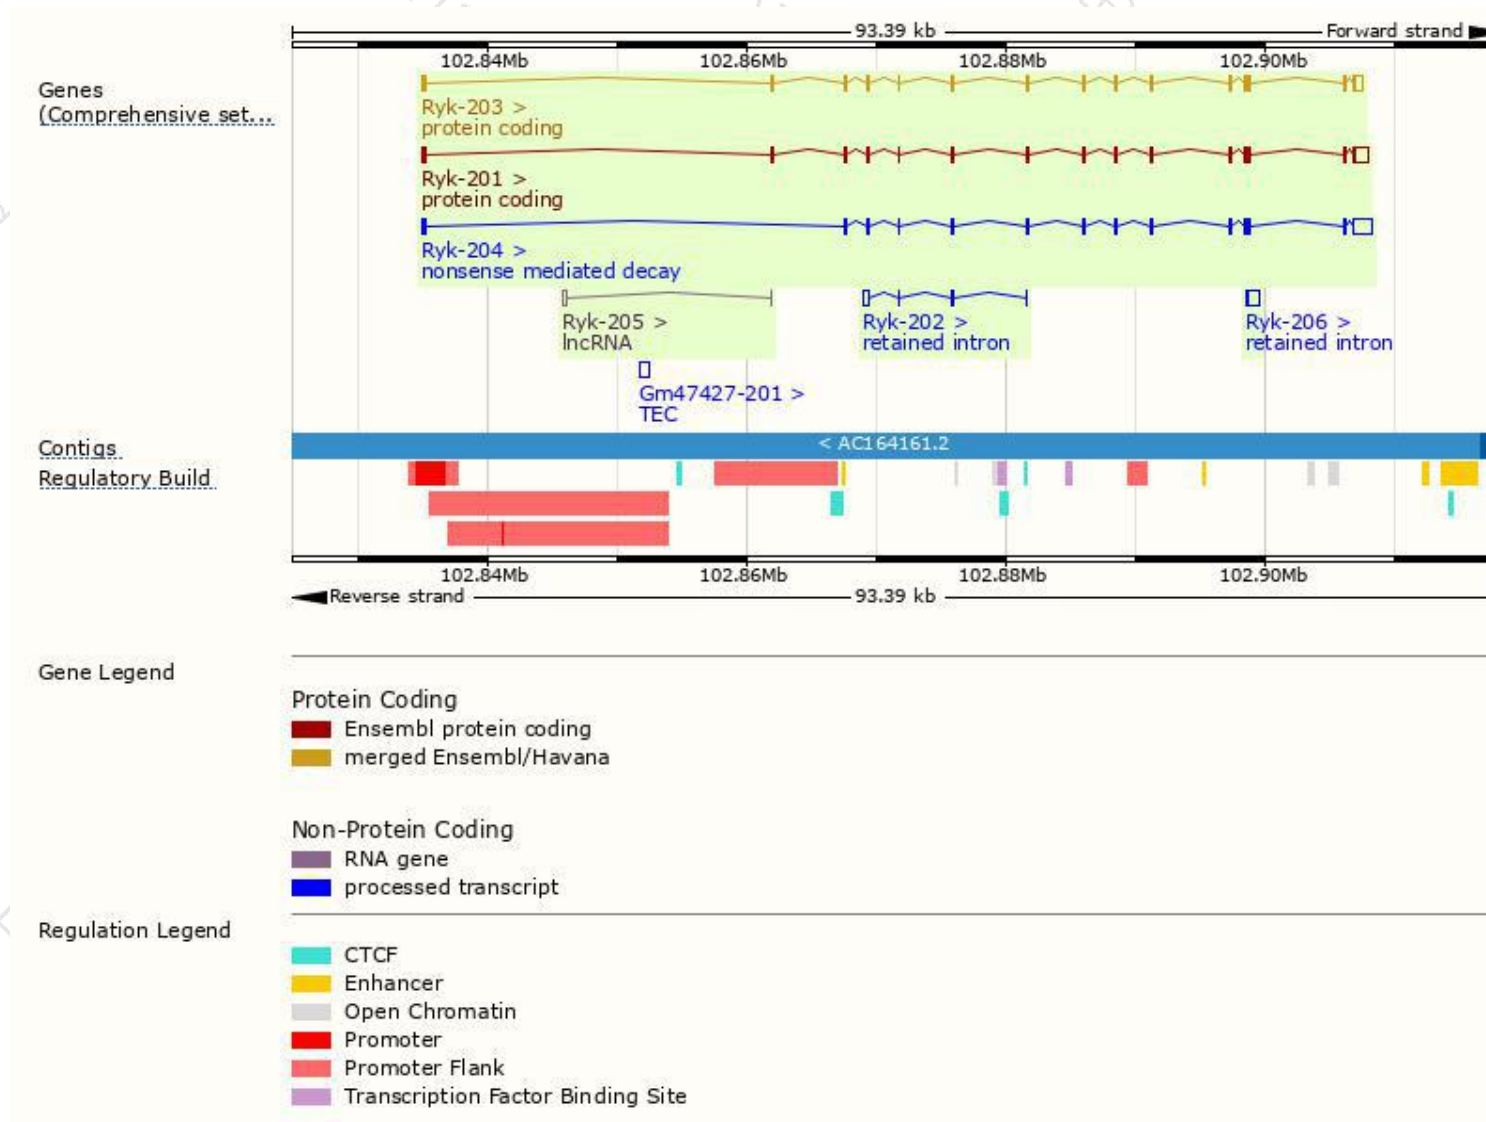 93.39 kb Forward strand
102.84Mb 102.86Mb 102.88Mb 102.90Mb
Genes
(Comprehensive set...
Ryk-203 >
protein coding
Ryk-201 >
protein coding
Ryk-204 >
nonsense mediated decay
Ryk-205 > Ryk-202 > Ryk-206 >
lncRNA retained intron retained intron
Gm47427-201 >
TEC
Contigs < AC164161.2
Regulatory Build
102.84Mb 102.86Mb 102.88Mb 102.90Mb
Reverse strand 93.39 kb
Gene Legend
Protein Coding
Ensembl protein coding
merged Ensembl/Havana
Non-Protein Coding
RNA gene
processed transcript
Regulation Legend
CTCF
Enhancer
Open Chromatin
Promoter
Promoter Flank
Transcription Factor Binding Site